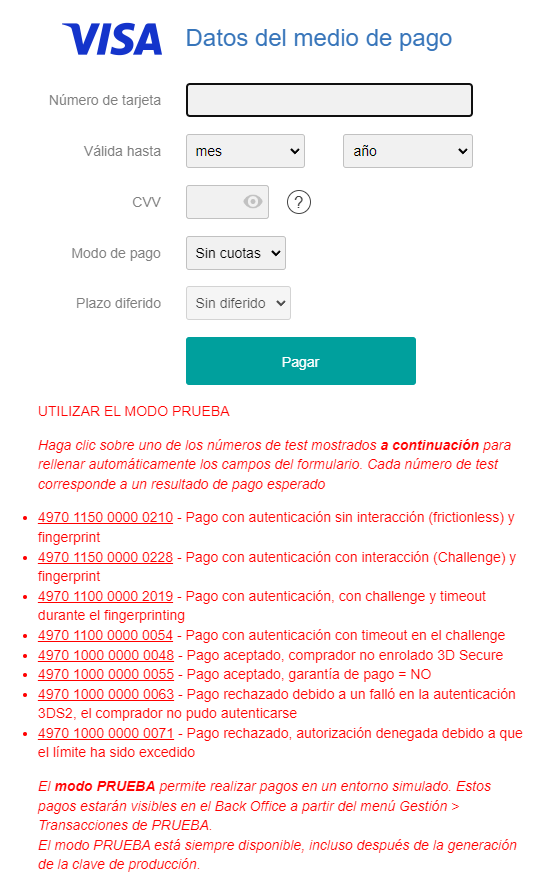 VISA Datos del medio de pago
Número de tarjeta
Válida hasta mes año
CVV ?
Modo de pago Sin cuotas
Plazo diferido Sin diferido
Pagar
UTILIZAR EL MODO PRUEBA
Haga clic sobre uno de los números de test mostrados a continuación para
rellenar automáticamente los campos del formulario. Cada número de test
corresponde a un resultado de pago esperado
• 4970 1150 0000 0210 - Pago con autenticación sin interacción (frictionless) y
fingerprint
• 4970 1150 0000 0228 - Pago con autenticación con interacción (Challenge) y
fingerprint
• 4970 1100 0000 2019 - Pago con autenticación, con challenge y timeout
durante el fingerprinting
• 4970 1100 0000 0054 - Pago con autenticación con timeout en el challenge
• 4970 1000 0000 0048 - Pago aceptado, comprador no enrolado 3D Secure
• 4970 1000 0000 0055 - Pago aceptado, garantía de pago = NO
• 4970 1000 0000 0063 - Pago rechazado debido a un falló en la autenticación
3DS2, el comprador no pudo autenticarse
• 4970 1000 0000 0071 - Pago rechazado, autorización denegada debido a que
el límite ha sido excedido
El modo PRUEBA permite realizar pagos en un entorno simulado. Estos
pagos estarán visibles en el Back Office a partir del menú Gestión >
Transacciones de PRUEBA.
El modo PRUEBA está siempre disponible, incluso después de la generación
de la clave de producción.